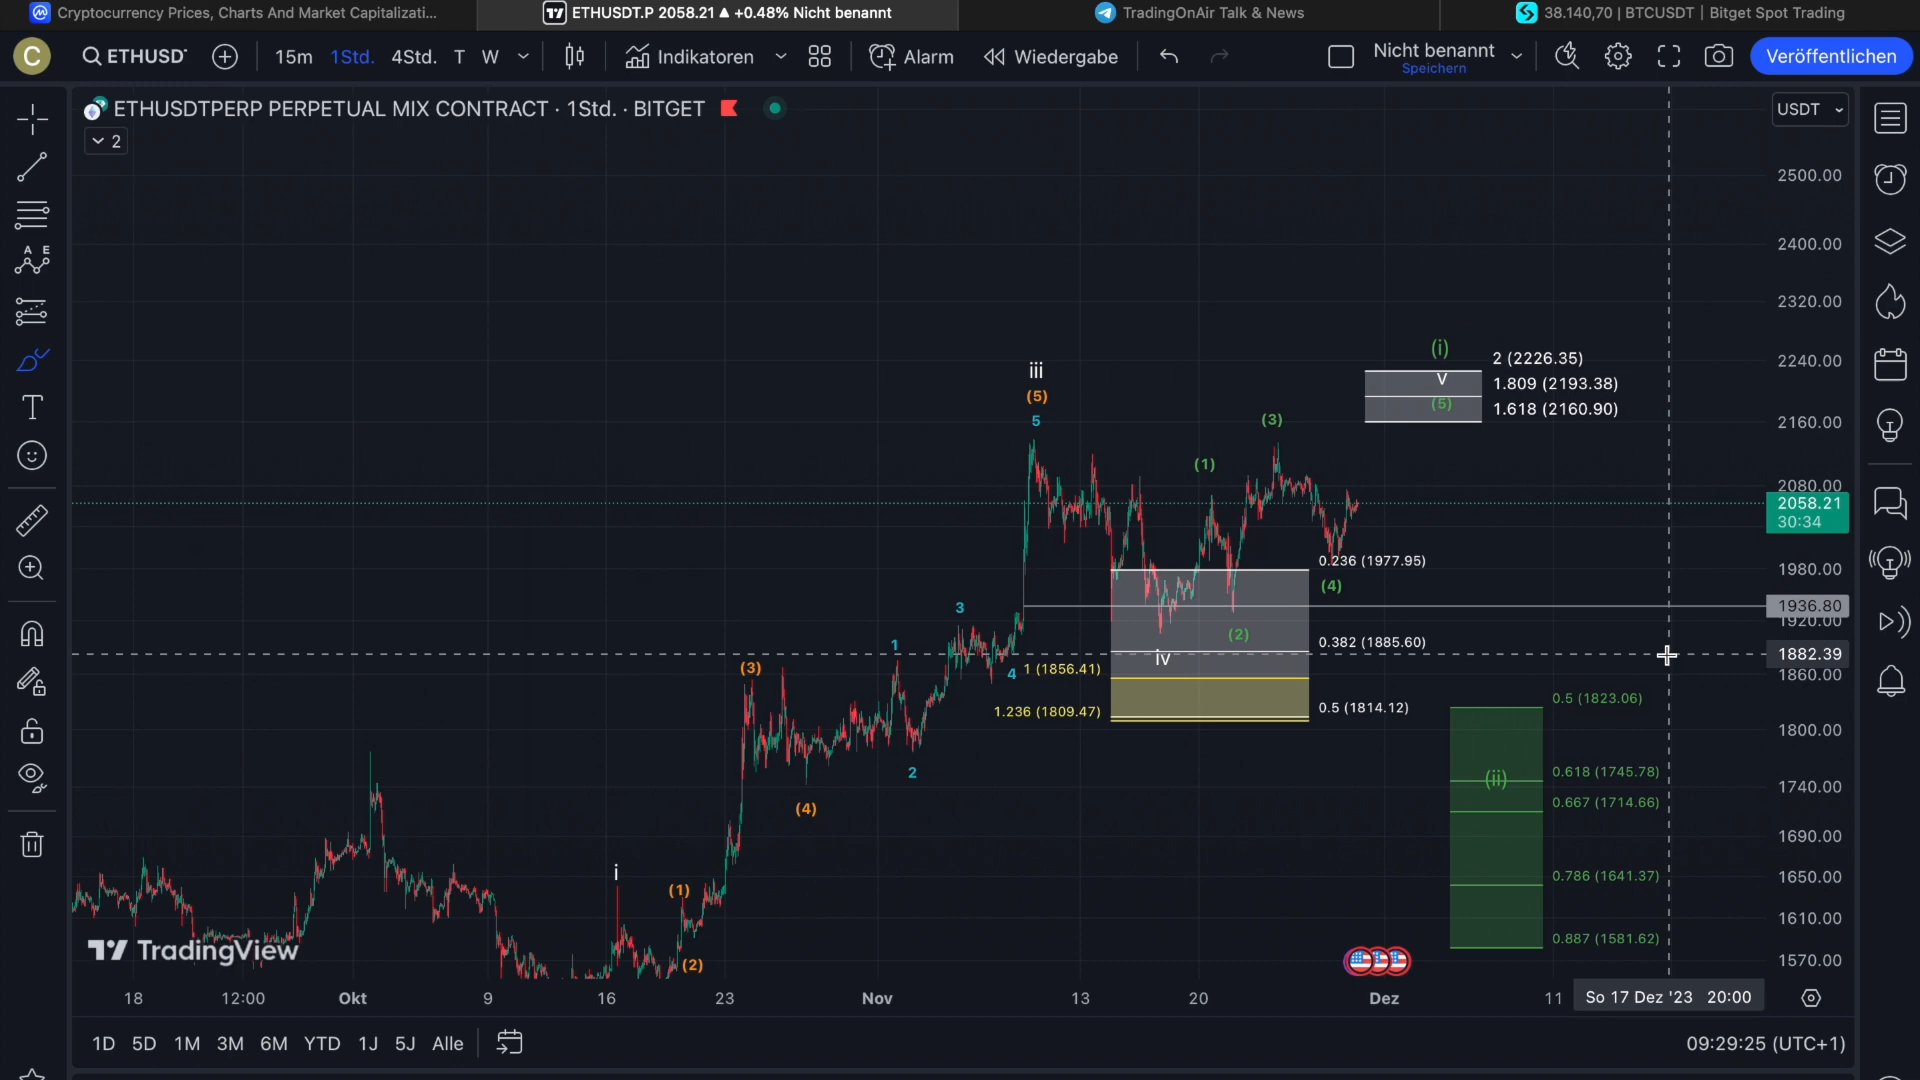 Cryptocurrency Prices, Charts And Market Capitalizati...
ETHUSDT.P 2058.21 ▲ +0.48% Nicht benannt
TradingOnAir Talk & News
38.140,70 | BTCUSDT | Bitget Spot Trading
C
ETHUSDT
15m
1Std.
4Std.
T
W
Indikatoren
Alarm
Wiedergabe
Nicht benannt
Speichern
Veröffentlichen
ETHUSDTPERP PERPETUAL MIX CONTRACT · 1Std. · BITGET
2
USDT
2500.00
2400.00
2320.00
2240.00
2160.00
2080.00
2058.21
30:34
1980.00
1936.80
1920.00
1882.39
1860.00
1800.00
1740.00
1690.00
1650.00
1610.00
1570.00
(i)
v
(5)
2 (2226.35)
1.809 (2193.38)
1.618 (2160.90)
iii
(5)
5
(3)
(1)
0.236 (1977.95)
(4)
3
(2)
0.382 (1885.60)
1
iv
(3)
4
1 (1856.41)
1.236 (1809.47)
0.5 (1814.12)
0.5 (1823.06)
2
(4)
(ii)
0.618 (1745.78)
0.667 (1714.66)
i
(1)
0.786 (1641.37)
0.887 (1581.62)
(2)
TradingView
18
12:00
Okt
9
16
23
Nov
13
20
Dez
11
So 17 Dez '23 20:00
1D
5D
1M
3M
6M
YTD
1J
5J
Alle
09:29:25 (UTC+1)